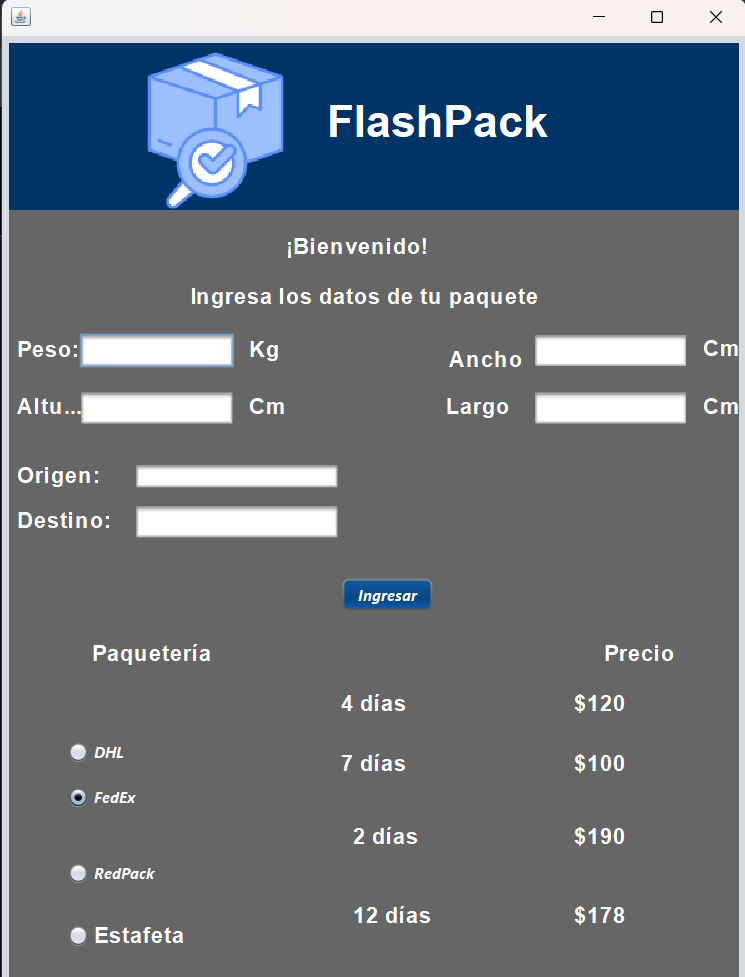 FlashPack
¡Bienvenido!
Ingresa los datos de tu paquete
Peso: Kg Ancho Cm
Altu... Cm Largo Cm
Origen:
Destino:
Ingresar
Paquetería Precio
4 días $120
DHL
7 días $100
FedEx
2 días $190
RedPack
12 días $178
Estafeta